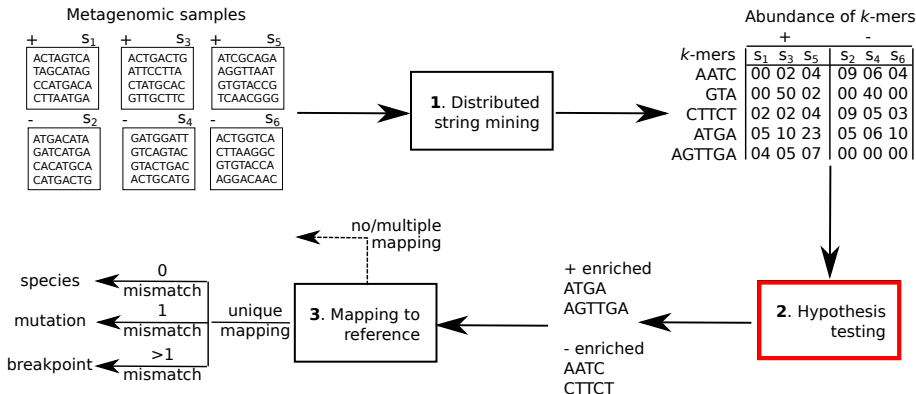 Metagenomic samples
+ s1
ACTAGTCA
TAGCATAG
CCATGACA
CTTAATGA
+ s3
ACTGACTG
ATTCCTTA
CTATGCAC
GTTGCTTC
+ s5
ATCGCAGA
AGGTTAAT
GTGTACCG
TCAACGGG
- s2
ATGACATA
GATCATGA
CACATGCA
CATGACTG
- s4
GATGGATT
GTCAGTAC
GTACTGAC
ACTGCATG
- s6
ACTGGTCA
CTTAAGGC
GTGTACCA
AGGACAAC
1. Distributed
string mining
Abundance of k-mers
+ -
k-mers s1 s3 s5 s2 s4 s6
AATC 00 02 04 09 06 04
GTA 00 50 02 00 40 00
CTTCT 02 02 04 09 05 03
ATGA 05 10 23 05 06 10
AGTTGA 04 05 07 00 00 00
2. Hypothesis
testing
+ enriched
ATGA
AGTTGA
- enriched
AATC
CTTCT
3. Mapping to
reference
no/multiple
mapping
unique
mapping
species
0
mismatch
mutation
1
mismatch
breakpoint
>1
mismatch